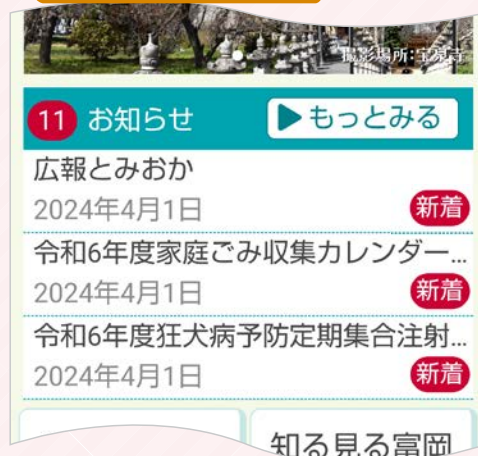 撮影場所:宝泉寺
11 お知らせ ▶もっとみる
広報とみおか
2024年4月1日 新着
令和6年度家庭ごみ収集カレンダー…
2024年4月1日 新着
令和6年度狂犬病予防定期集合注射…
2024年4月1日 新着
知る見る富岡